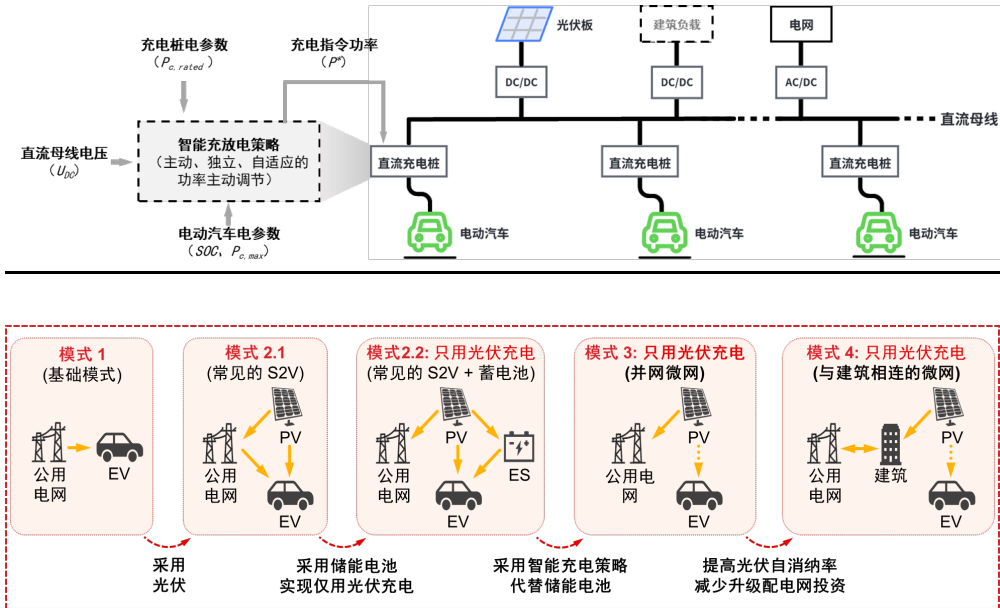 充电桩电参数
（Pc,rated）
充电指令功率
（P*）
直流母线电压
（UDC）
智能充放电策略
（主动、独立、自适应的
功率主动调节）
电动汽车电参数
（SOC、Pc,max）
光伏板
建筑负载
电网
DC/DC
DC/DC
AC/DC
直流母线
直流充电桩
直流充电桩
直流充电桩
电动汽车
电动汽车
电动汽车
模式 1
(基础模式)
公用
电网
EV
模式 2.1
(常见的 S2V)
PV
公用
电网
EV
模式2.2: 只用光伏充电
(常见的 S2V + 蓄电池)
PV
公用
电网
ES
EV
模式 3: 只用光伏充电
(并网微网)
PV
公用电
网
EV
模式 4: 只用光伏充电
(与建筑相连的微网)
PV
公用
电网
建筑
EV
采用
光伏
采用储能电池
实现仅用光伏充电
采用智能充电策略
代替储能电池
提高光伏自消纳率
减少升级配电网投资